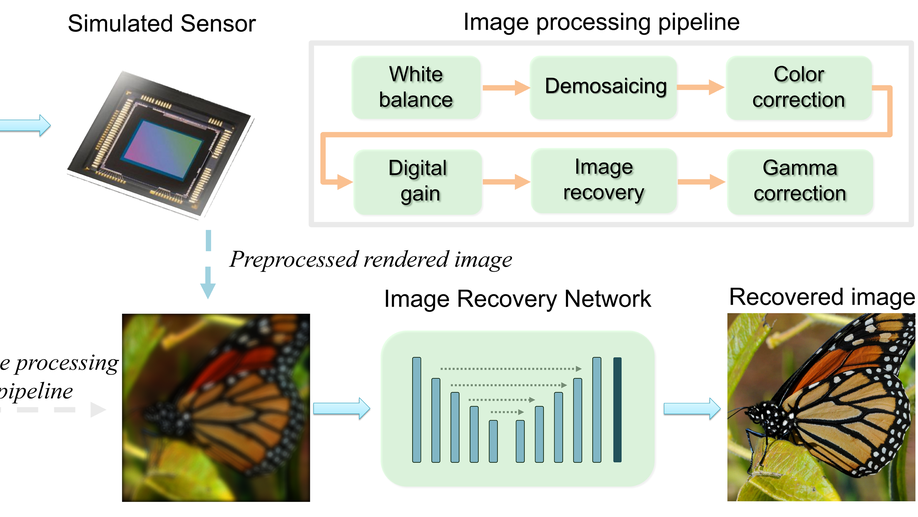 Simulated Sensor
Image processing pipeline
White
balance
Demosaicing
Color
correction
Digital
gain
Image
recovery
Gamma
correction
Preprocessed rendered image
Image Recovery Network
Recovered image
e processing
pipeline